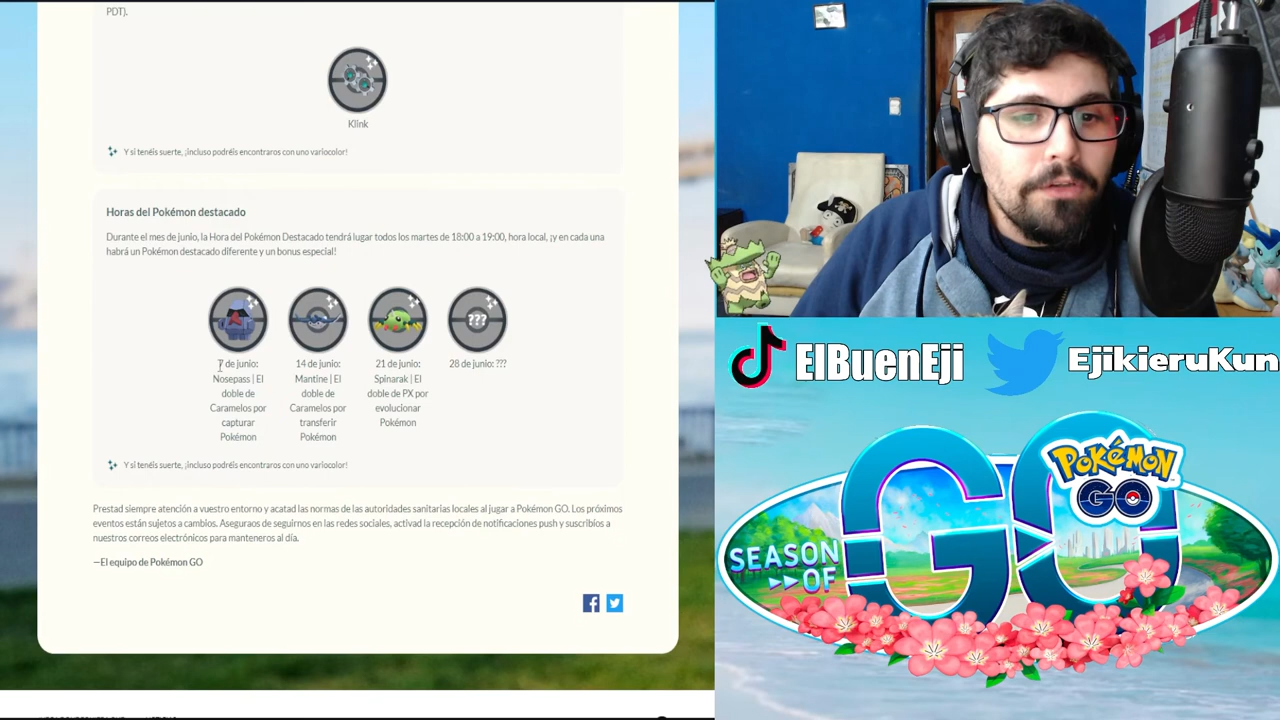 PDT).
Klink
Y si tenéis suerte, ¡incluso podréis encontraros con uno variocolor!
Horas del Pokémon destacado
Durante el mes de junio, la Hora del Pokémon Destacado tendrá lugar todos los martes de 18:00 a 19:00, hora local, ¡y en cada una
habrá un Pokémon destacado diferente y un bonus especial!
???
7 de junio:
Nosepass | El
doble de
Caramelos por
capturar
Pokémon
14 de junio:
Mantine | El
doble de
Caramelos por
transferir
Pokémon
21 de junio:
Spinarak | El
doble de PX por
evolucionar
Pokémon
28 de junio: ???
Y si tenéis suerte, ¡incluso podréis encontraros con uno variocolor!
Prestad siempre atención a vuestro entorno y acatad las normas de las autoridades sanitarias locales al jugar a Pokémon GO. Los próximos
eventos están sujetos a cambios. Aseguraos de seguirnos en las redes sociales, activad la recepción de notificaciones push y suscribíos a
nuestros correos electrónicos para manteneros al día.
—El equipo de Pokémon GO
ElBuenEji
EjikieruKun
SEASON
OF
GO
POKÉMON
GO